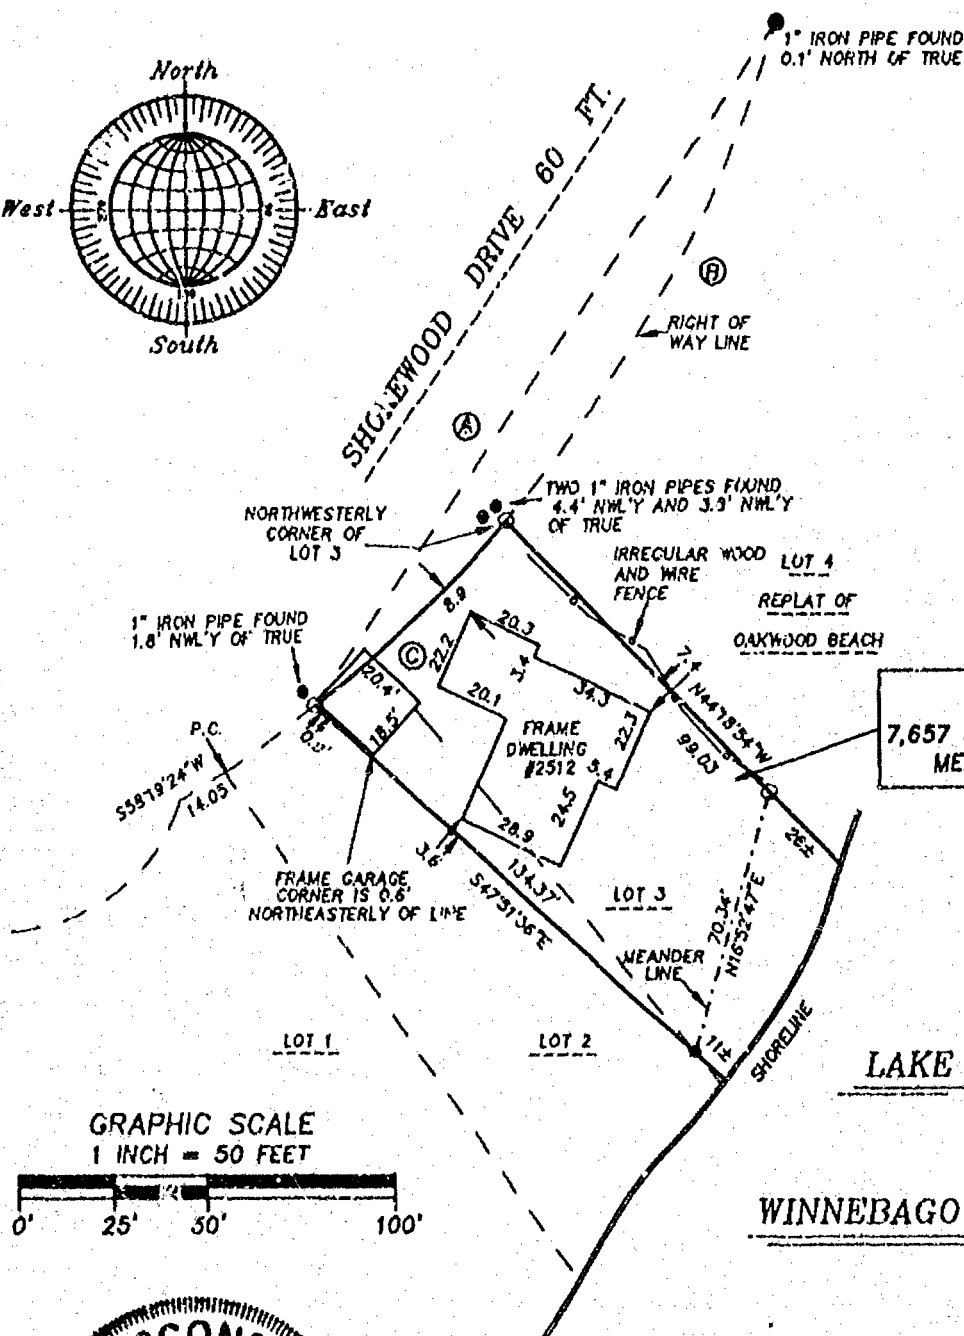 1" IRON PIPE FOUND
0.1' NORTH OF TRUE
North
West
East
South
SHOREWOOD DRIVE 60 FT.
B
RIGHT OF
WAY LINE
A
TWO 1" IRON PIPES FOUND
4.4' NWL'Y AND 3.3' NWL'Y
OF TRUE
NORTHWESTERLY
CORNER OF
LOT 3
IRREGULAR WOOD
AND WIRE
FENCE
LOT 4
REPLAT OF
OAKWOOD BEACH
1" IRON PIPE FOUND
1.8' NWL'Y OF TRUE
8.9
20.3
C
22.2
3.4
7.4
20.4'
34.3
N44°18'54"W
99.03
20.1
22.3
18.5'
FRAME
DWELLING
#2512
5.4
7,657
ME
P.C.
S58°19'24"W
14.05
24.5
28.9
26±
3.6
134.37'
S47°51'36"E
FRAME GARAGE
CORNER IS 0.6'
NORTHEASTERLY OF LINE
LOT 3
70.34'
N16°52'47"E
MEANDER
LINE
11±
SHORELINE
LOT 1
LOT 2
LAKE
GRAPHIC SCALE
1 INCH = 50 FEET
0' 25' 50' 100'
WINNEBAGO